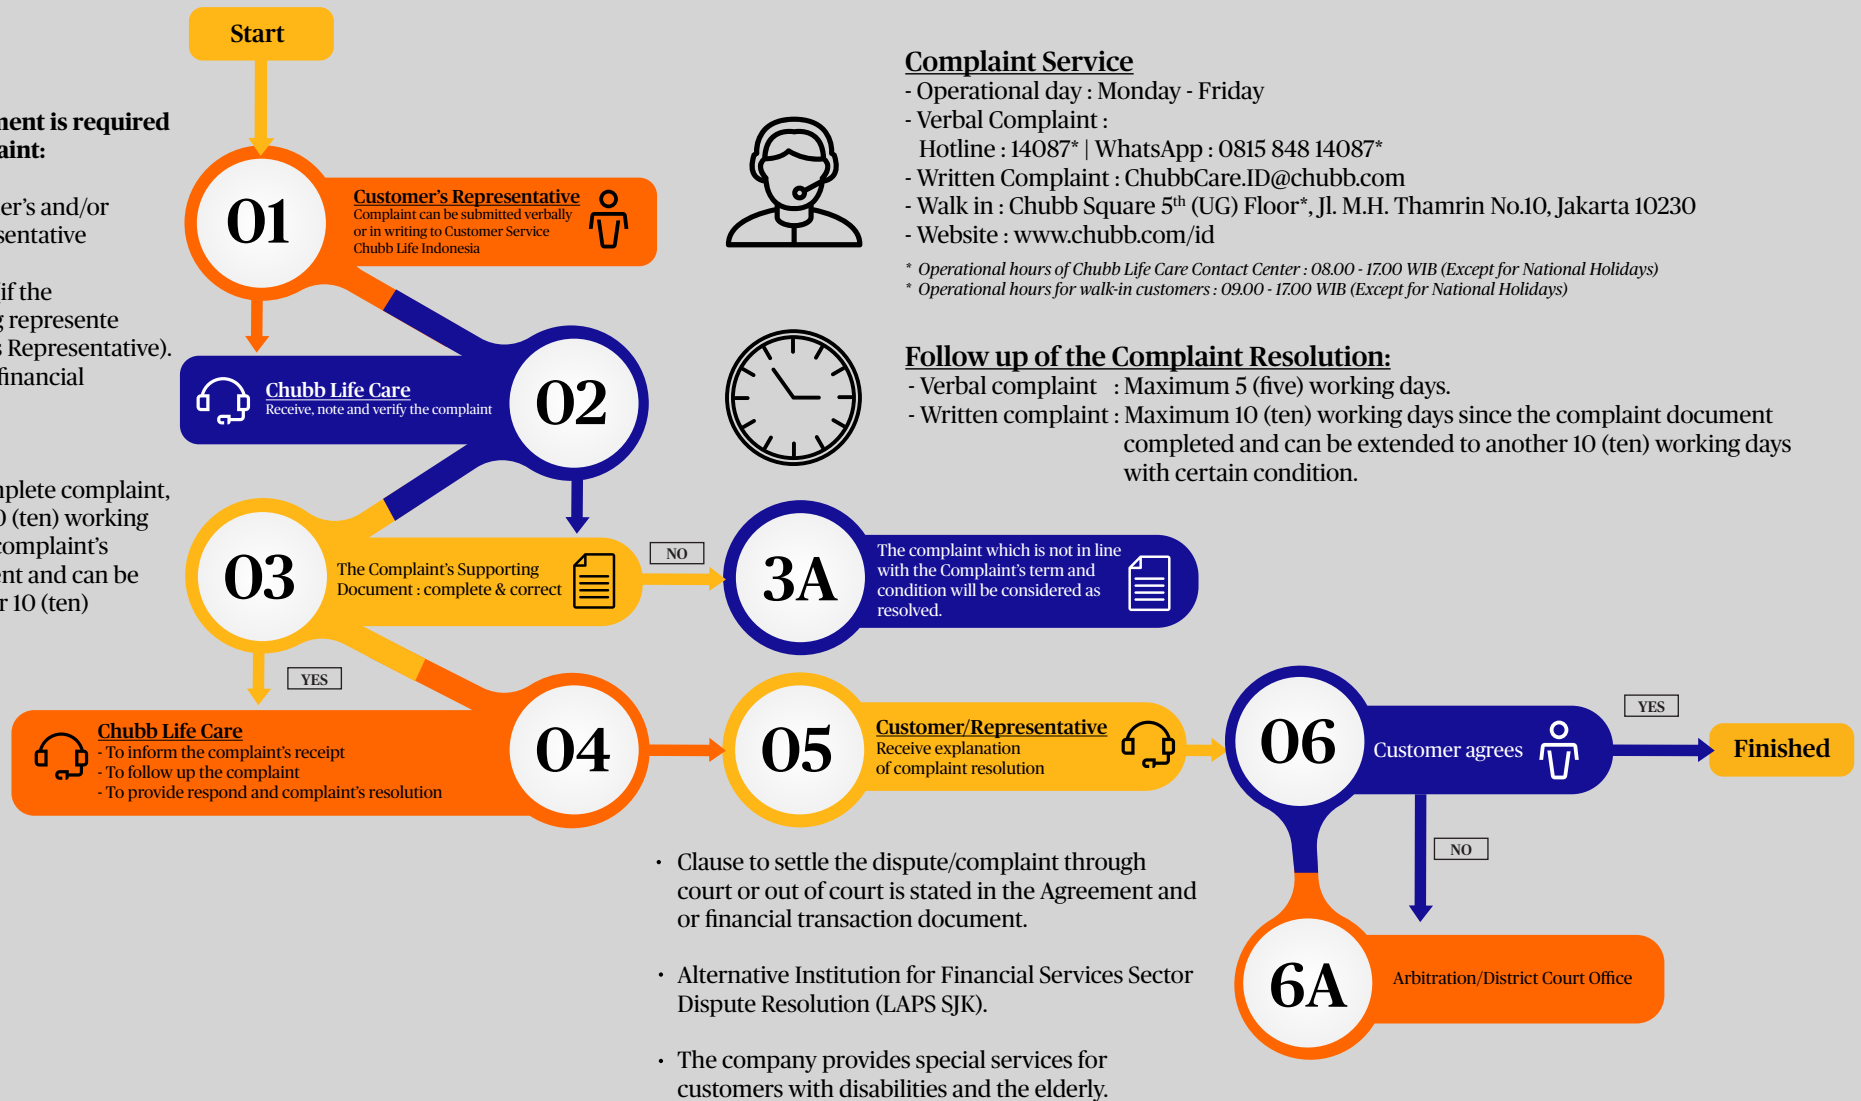 Start
ment is required
aint:
er's and/or
sentative
if the
g represente
s Representative).
financial
mplete complaint,
0 (ten) working
complaint's
ent and can be
r 10 (ten)
01
Customer's Representative
Complaint can be submitted verbally
or in writing to Customer Service
Chubb Life Indonesia
Chubb Life Care
Receive, note and verify the complaint
02
03
The Complaint's Supporting
Document : complete & correct
NO
3A
The complaint which is not in line
with the Complaint's term and
condition will be considered as
resolved.
YES
Chubb Life Care
- To inform the complaint's receipt
- To follow up the complaint
- To provide respond and complaint's resolution
04
05
Customer/Representative
Receive explanation
of complaint resolution
06
Customer agrees
YES
Finished
NO
6A
Arbitration/District Court Office
Complaint Service
- Operational day : Monday - Friday
- Verbal Complaint :
Hotline : 14087* | WhatsApp : 0815 848 14087*
- Written Complaint : ChubbCare.ID@chubb.com
- Walk in : Chubb Square 5th (UG) Floor*, Jl. M.H. Thamrin No.10, Jakarta 10230
- Website : www.chubb.com/id
* Operational hours of Chubb Life Care Contact Center : 08.00 - 17.00 WIB (Except for National Holidays)
* Operational hours for walk-in customers : 09.00 - 17.00 WIB (Except for National Holidays)
Follow up of the Complaint Resolution:
- Verbal complaint : Maximum 5 (five) working days.
- Written complaint : Maximum 10 (ten) working days since the complaint document
completed and can be extended to another 10 (ten) working days
with certain condition.
· Clause to settle the dispute/complaint through
court or out of court is stated in the Agreement and
or financial transaction document.
· Alternative Institution for Financial Services Sector
Dispute Resolution (LAPS SJK).
· The company provides special services for
customers with disabilities and the elderly.